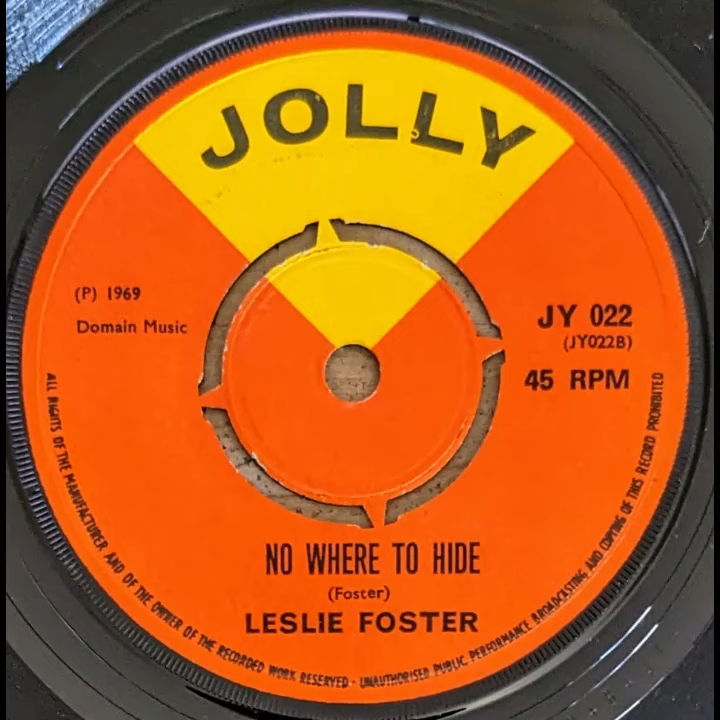 JOLLY
(P) 1969
Domain Music
JY 022
(JY022B)
45 RPM
NO WHERE TO HIDE
(Foster)
LESLIE FOSTER
ALL RIGHTS OF THE MANUFACTURER AND OF THE OWNER OF THE RECORDED WORK RESERVED - UNAUTHORISED PUBLIC PERFORMANCE BROADCASTING AND COPYING OF THIS RECORD PROHIBITED